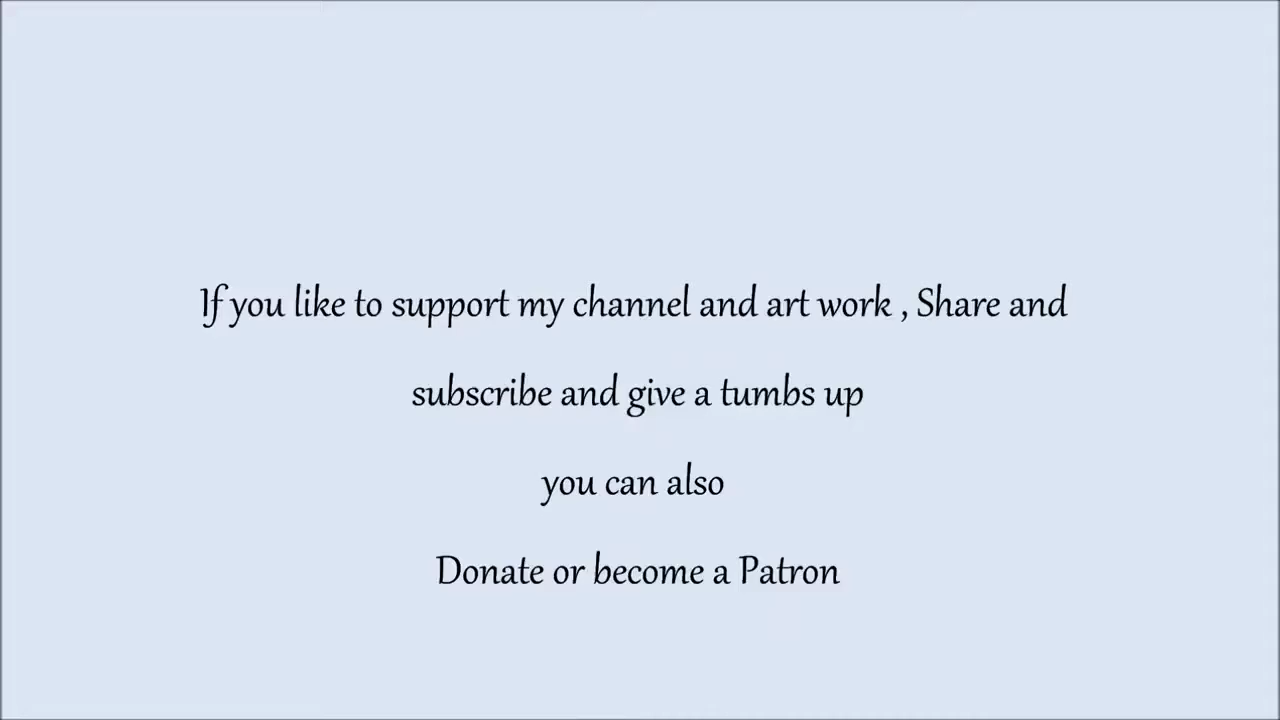 If you like to support my channel and art work , Share and
subscribe and give a tumbs up
you can also
Donate or become a Patron